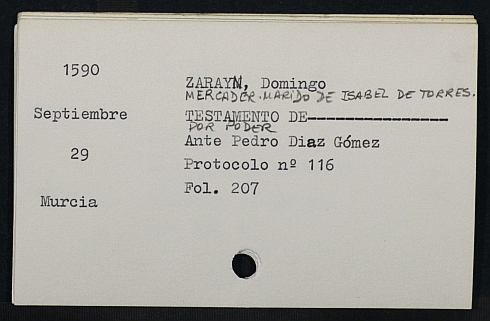 1590
ZARAYN, Domingo
MERCADER. MARIDO DE ISABEL DE TORRES.
Septiembre
TESTAMENTO DE-----------------
POR PODER
Ante Pedro Diaz Gómez
29
Protocolo nº 116
Fol. 207
Murcia